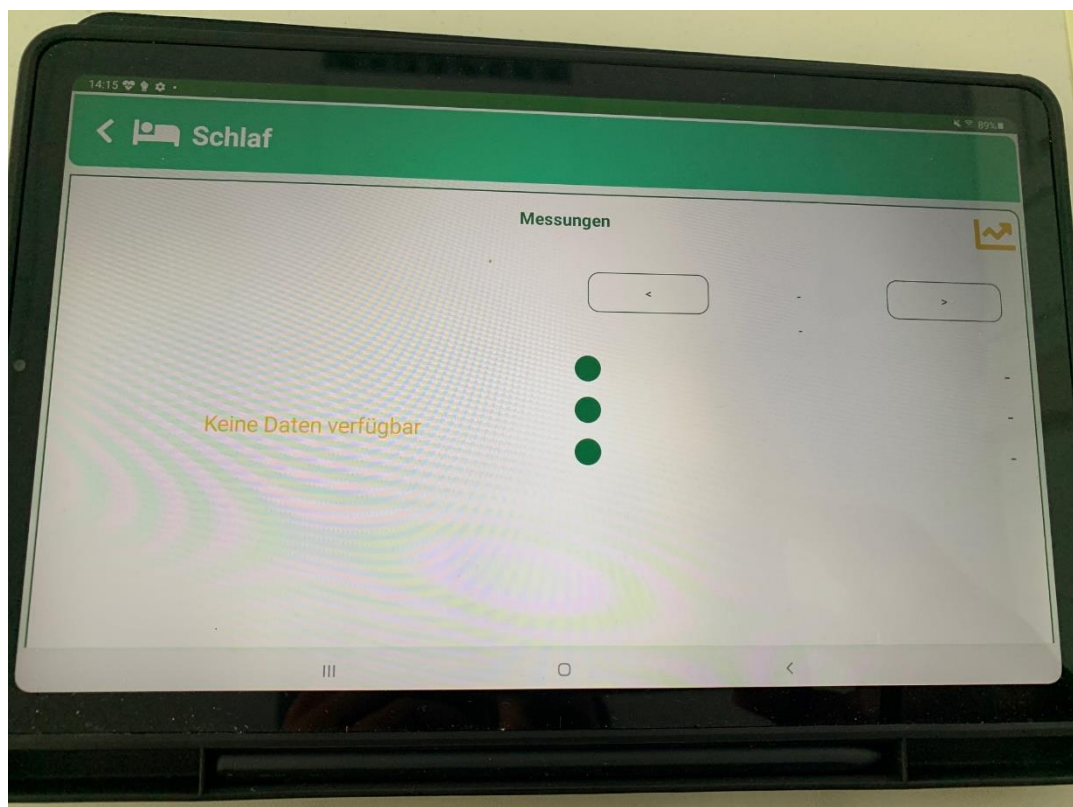 14:15
89%
Schlaf
Messungen
< - >
-
-
Keine Daten verfügbar
-
-